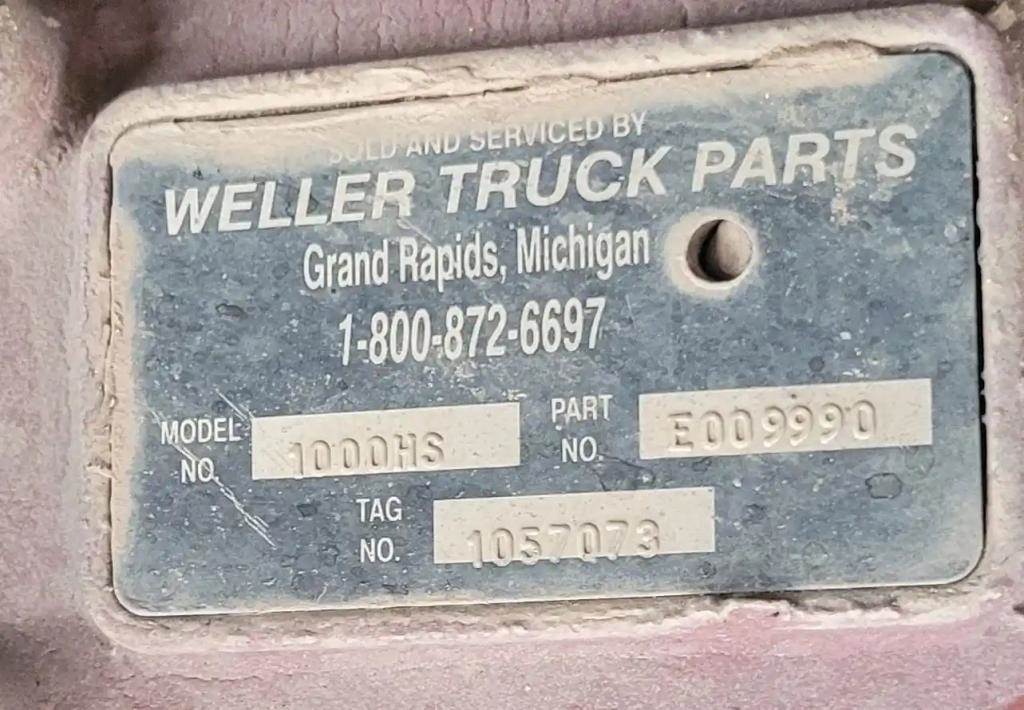 SOLD AND SERVICED BY
WELLER TRUCK PARTS
Grand Rapids, Michigan
1-800-872-6697
MODEL NO. 1000HS
PART NO. E009990
TAG NO. 1057073